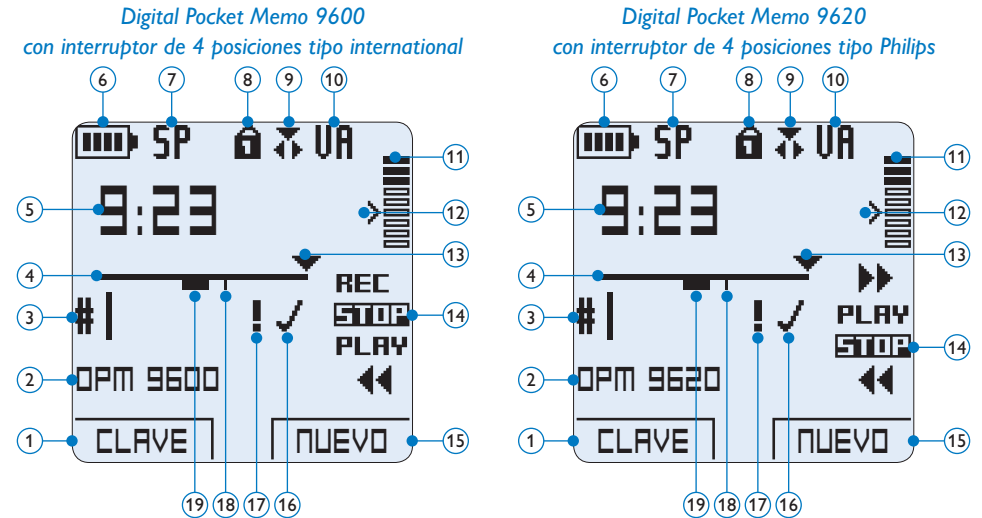 Digital Pocket Memo 9600
con interruptor de 4 posiciones tipo international
6 7 8 9 10
SP VA
11
5 9:23 12
13
4
REC
3 #1 STOP 14
PLAY
2 DPM 9600
1 CLAVE NUEVO 15
19 18 17 16
Digital Pocket Memo 9620
con interruptor de 4 posiciones tipo Philips
6 7 8 9 10
SP VA
11
5 9:23 12
13
4
3 #1 PLAY
STOP 14
2 DPM 9620
1 CLAVE NUEVO 15
19 18 17 16